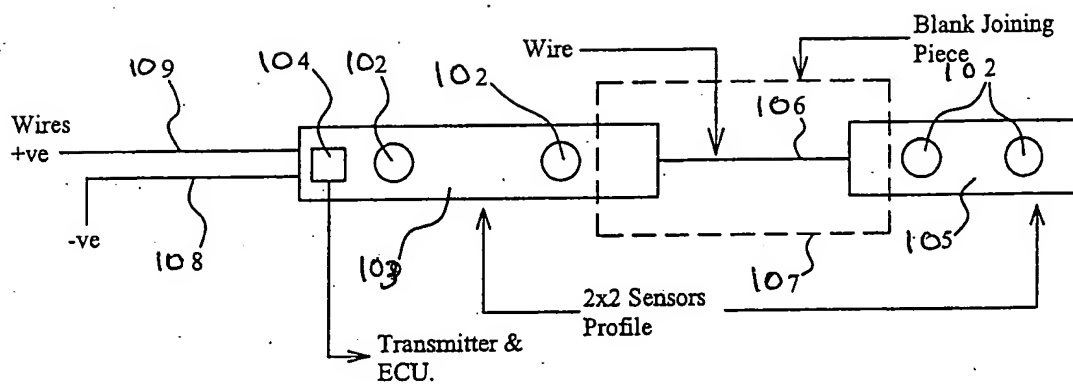 Blank Joining
Piece
Wire
109
104
102
102
102
106
Wires
+ve
-ve
108
103
107
105
2x2 Sensors
Profile
Transmitter &
ECU.